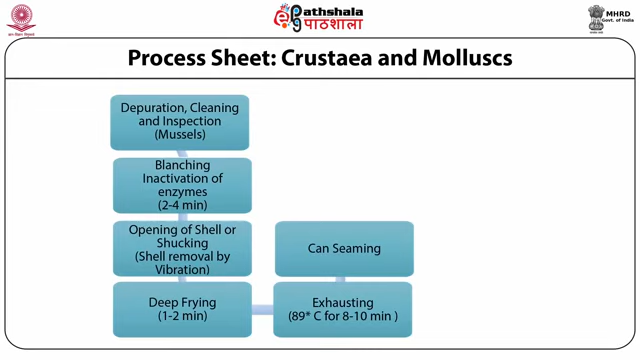 ePathshala
पाठशाला
MHRD
Govt. of India
Process Sheet: Crustaea and Molluscs
Depuration, Cleaning
and Inspection
(Mussels)
Blanching
Inactivation of
enzymes
(2-4 min)
Opening of Shell or
Shucking
(Shell removal by
Vibration)
Deep Frying
(1-2 min)
Can Seaming
Exhausting
(89* C for 8-10 min )